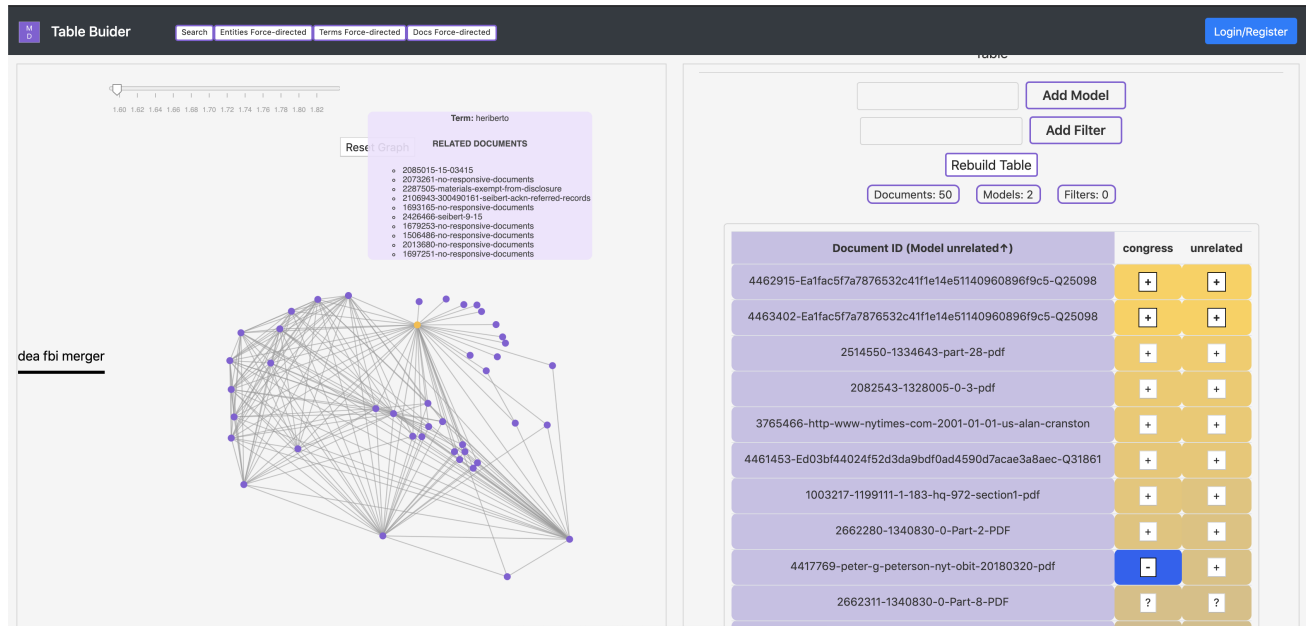 M
D
Table Buider
Search
Entities Force-directed
Terms Force-directed
Docs Force-directed
Login/Register
1.60 1.62 1.64 1.66 1.68 1.70 1.72 1.74 1.76 1.78 1.80 1.82
Reset Graph
Term: heriberto
RELATED DOCUMENTS
2085015-15-03415
2073261-no-responsive-documents
2287505-materials-exempt-from-disclosure
2106943-300490161-seibert-ackn-referred-records
1693165-no-responsive-documents
2426466-seibert-9-15
1679253-no-responsive-documents
1506486-no-responsive-documents
2013680-no-responsive-documents
1697251-no-responsive-documents
dea fbi merger
Table
Add Model
Add Filter
Rebuild Table
Documents: 50
Models: 2
Filters: 0
Document ID (Model unrelated↑) congress unrelated
4462915-Ea1fac5f7a7876532c41f1e14e51140960896f9c5-Q25098 + +
4463402-Ea1fac5f7a7876532c41f1e14e51140960896f9c5-Q25098 + +
2514550-1334643-part-28-pdf + +
2082543-1328005-0-3-pdf + +
3765466-http-www-nytimes-com-2001-01-01-us-alan-cranston + +
4461453-Ed03bf44024f52d3da9bdf0ad4590d7acae3a8aec-Q31861 + +
1003217-1199111-1-183-hq-972-section1-pdf + +
2662280-1340830-0-Part-2-PDF + +
4417769-peter-g-peterson-nyt-obit-20180320-pdf - +
2662311-1340830-0-Part-8-PDF ? ?